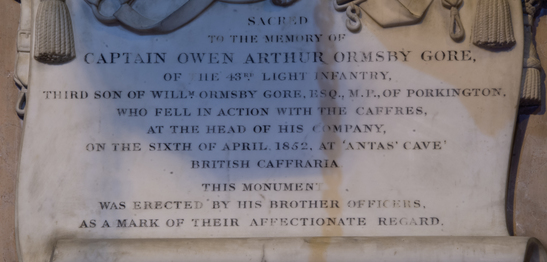 SACRED
TO THE MEMORY OF
CAPTAIN OWEN ARTHUR ORMSBY GORE,
OF THE 43RD LIGHT INFANTRY,
THIRD SON OF WILLM ORMSBY GORE, ESQ., M.P., OF PORKINGTON,
WHO FELL IN ACTION WITH THE CAFFRES,
AT THE HEAD OF HIS COMPANY,
ON THE SIXTH OF APRIL, 1852, AT 'ANTAS' CAVE'
BRITISH CAFFRARIA
THIS MONUMENT
WAS ERECTED BY HIS BROTHER OFFICERS,
AS A MARK OF THEIR AFFECTIONATE REGARD.